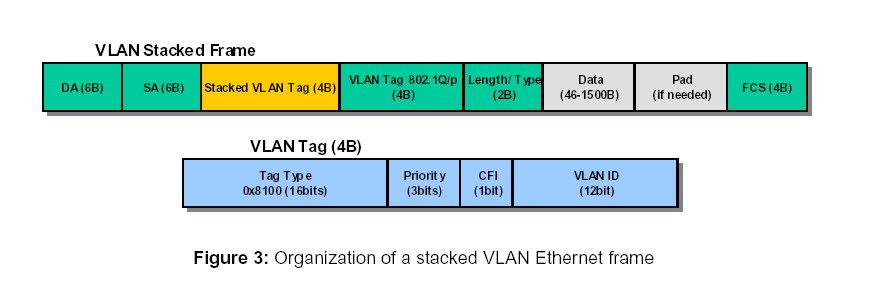 VLAN Stacked Frame
DA (6B)
SA (6B)
Stacked VLAN Tag (4B)
VLAN Tag 802.1Q/p
(4B)
Length/ Type
(2B)
Data
(46-1500B)
Pad
(if needed)
FCS (4B)
VLAN Tag (4B)
Tag Type
0x8100 (16bits)
Priority
(3bits)
CFI
(1bit)
VLAN ID
(12bit)
Figure 3: Organization of a stacked VLAN Ethernet frame